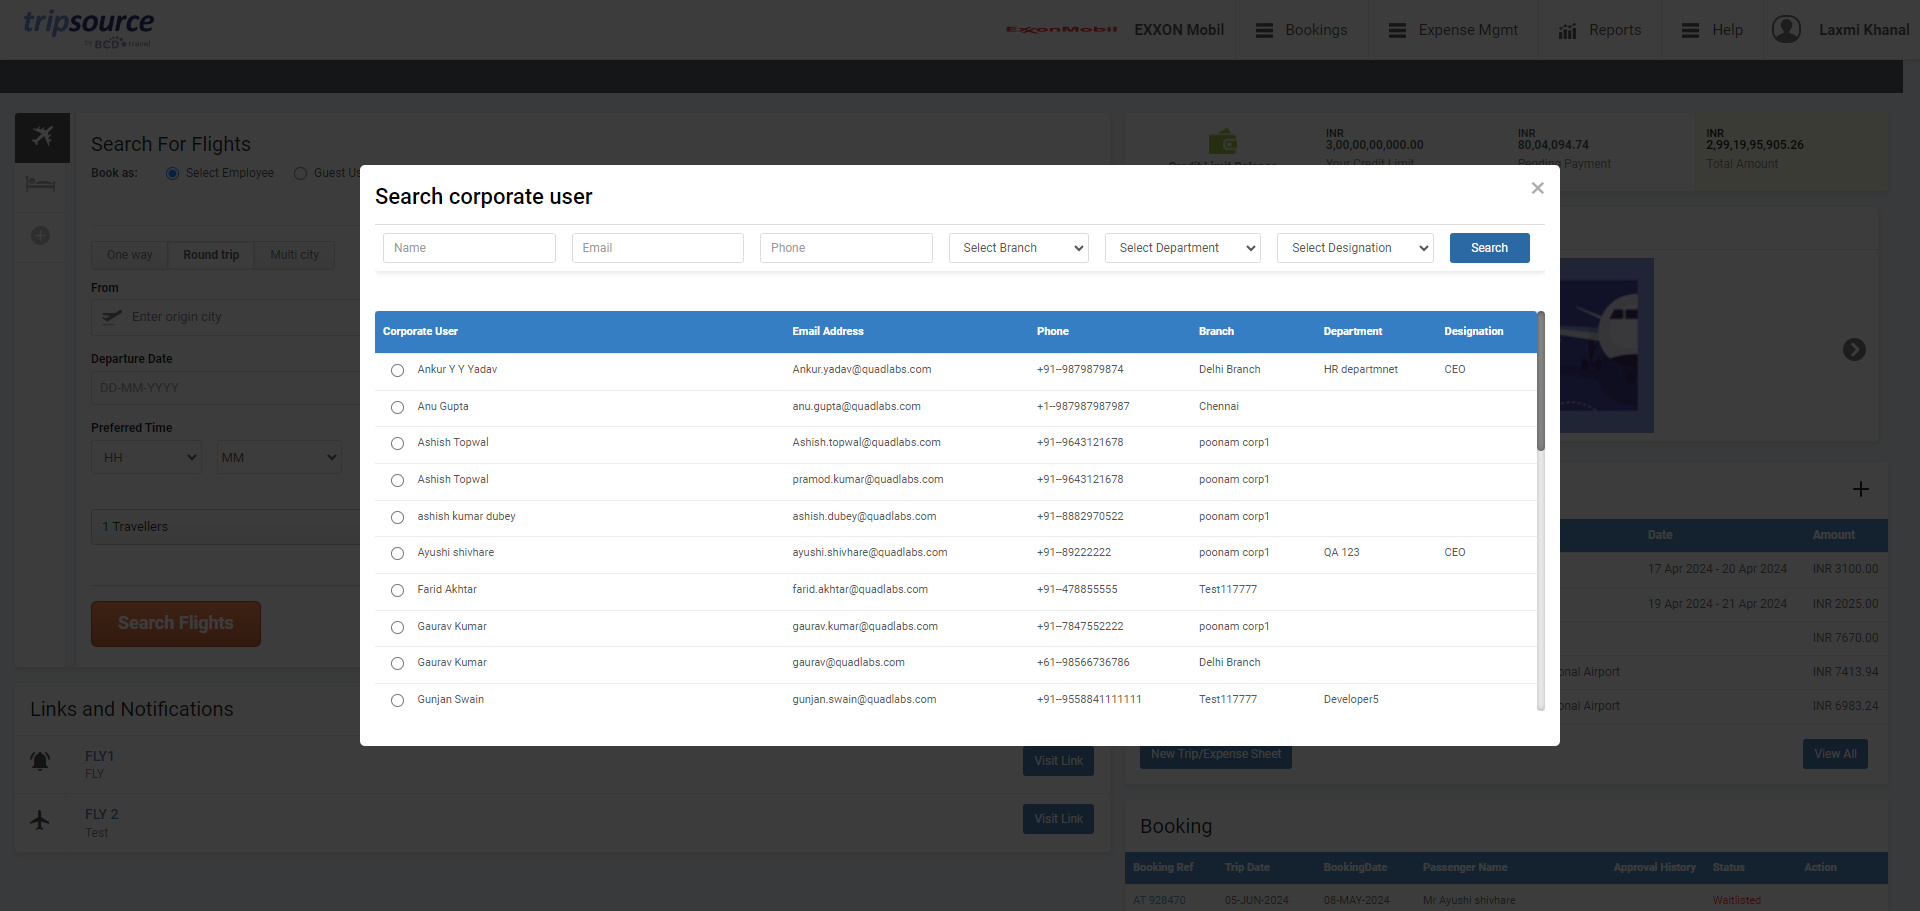 tripsource
by BCD travel
ExxonMobil
EXXON Mobil
Bookings
Expense Mgmt
Reports
Help
Laxmi Khanal
Search For Flights
Book as:
Select Employee
Guest Us
One way
Round trip
Multi city
From
Enter origin city
Departure Date
DD-MM-YYYY
Preferred Time
HH
MM
1 Travellers
Search Flights
INR
3,00,00,00,000.00
Your Credit Limit
INR
80,04,094.74
Pending Payment
INR
2,99,19,95,905.26
Total Amount
Credit Limit Balance
Search corporate user
×
Name
Email
Phone
Select Branch
Select Department
Select Designation
Search
Corporate User Email Address Phone Branch Department Designation
Ankur Y Y Yadav Ankur.yadav@quadlabs.com +91--9879879874 Delhi Branch HR departmnet CEO
Anu Gupta anu.gupta@quadlabs.com +1--987987987987 Chennai
Ashish Topwal Ashish.topwal@quadlabs.com +91--9643121678 poonam corp1
Ashish Topwal pramod.kumar@quadlabs.com +91--9643121678 poonam corp1
ashish kumar dubey ashish.dubey@quadlabs.com +91--8882970522 poonam corp1
Ayushi shivhare ayushi.shivhare@quadlabs.com +91--89222222 poonam corp1 QA 123 CEO
Farid Akhtar farid.akhtar@quadlabs.com +91--478855555 Test117777
Gaurav Kumar gaurav.kumar@quadlabs.com +91--7847552222 poonam corp1
Gaurav Kumar gaurav@quadlabs.com +61--98566736786 Delhi Branch
Gunjan Swain gunjan.swain@quadlabs.com +91--9558841111111 Test117777 Developer5
Date Amount
17 Apr 2024 - 20 Apr 2024 INR 3100.00
19 Apr 2024 - 21 Apr 2024 INR 2025.00
INR 7670.00
onal Airport INR 7413.94
onal Airport INR 6983.24
New Trip/Expense Sheet
View All
Links and Notifications
FLY1
FLY
Visit Link
FLY 2
Test
Visit Link
Booking
Booking Ref Trip Date BookingDate Passenger Name Approval History Status Action
AT 928470 05-JUN-2024 08-MAY-2024 Mr Ayushi shivhare Waitlisted